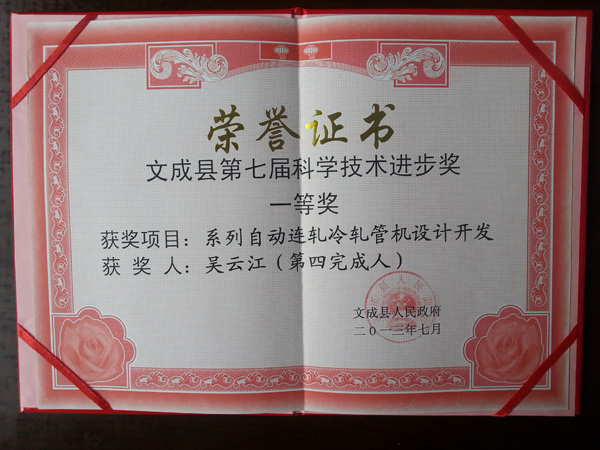 荣誉证书
文成县第七届科学技术进步奖
一等奖
获奖项目：系列自动连轧冷轧管机设计开发
获 奖 人：吴云江（第四完成人）
文成县人民政府
二０一三年七月